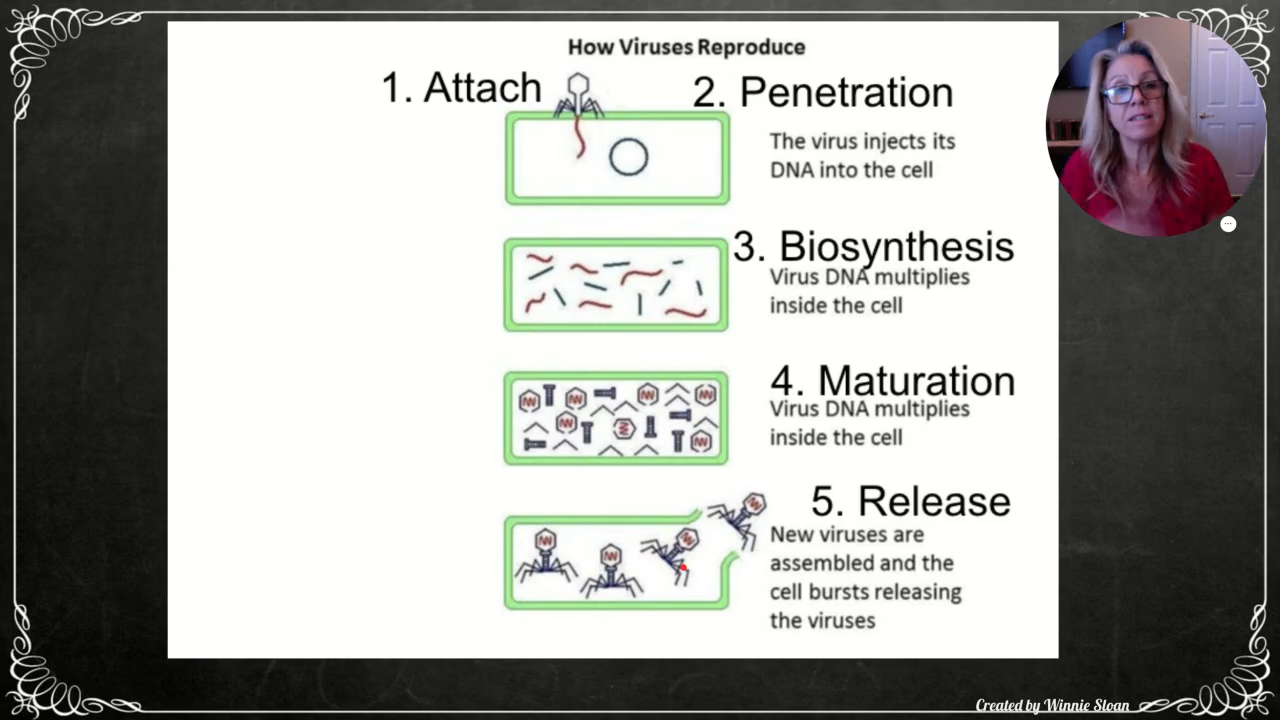 How Viruses Reproduce
1. Attach
2. Penetration
The virus injects its
DNA into the cell
3. Biosynthesis
Virus DNA multiplies
inside the cell
4. Maturation
Virus DNA multiplies
inside the cell
5. Release
New viruses are
assembled and the
cell bursts releasing
the viruses
Created by Winnie Sloan